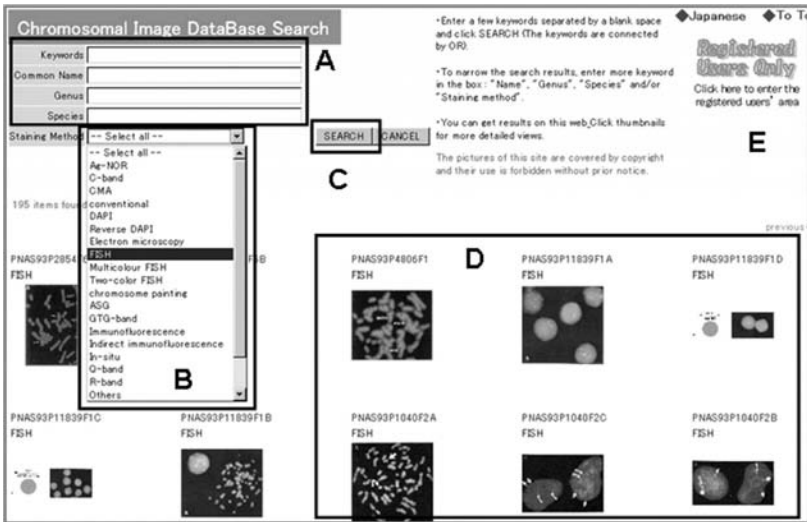 Chromosomal Image DataBase Search
Keywords
Common Name
Genus
Species
A
Staining Method
-- Select all --
-- Select all --
Ag-NOR
C-band
CMA
conventional
DAPI
Reverse DAPI
Electron microscopy
FISH
Multicolour FISH
Two-color FISH
chromosome painting
ASG
GTG-band
Immunofluorescence
Indirect immunofluorescence
In-situ
Q-band
R-band
Others
B
SEARCH
CANCEL
C
•Enter a few keywords separated by a blank space
and click SEARCH (The keywords are connected
by OR).
•To narrow the search results, enter more keyword
in the box : "Name", "Genus", "Species" and/or
"Staining method".
•You can get results on this web. Click thumbnails
for more detailed views.
The pictures of this site are covered by copyright
and their use is forbidden without prior notice.
◆Japanese
◆To
Registered
Users Only
Click here to enter the
registered users' area
E
195 items found
previous
FISH
D
PNAS93P4806F1
FISH
PNAS93P11839F1A
FISH
PNAS93P11839F1D
FISH
PNAS93P11839F1C
FISH
PNAS93P11839F1B
FISH
PNAS93P1040F2A
FISH
PNAS93P1040F2C
FISH
PNAS93P1040F2B
FISH